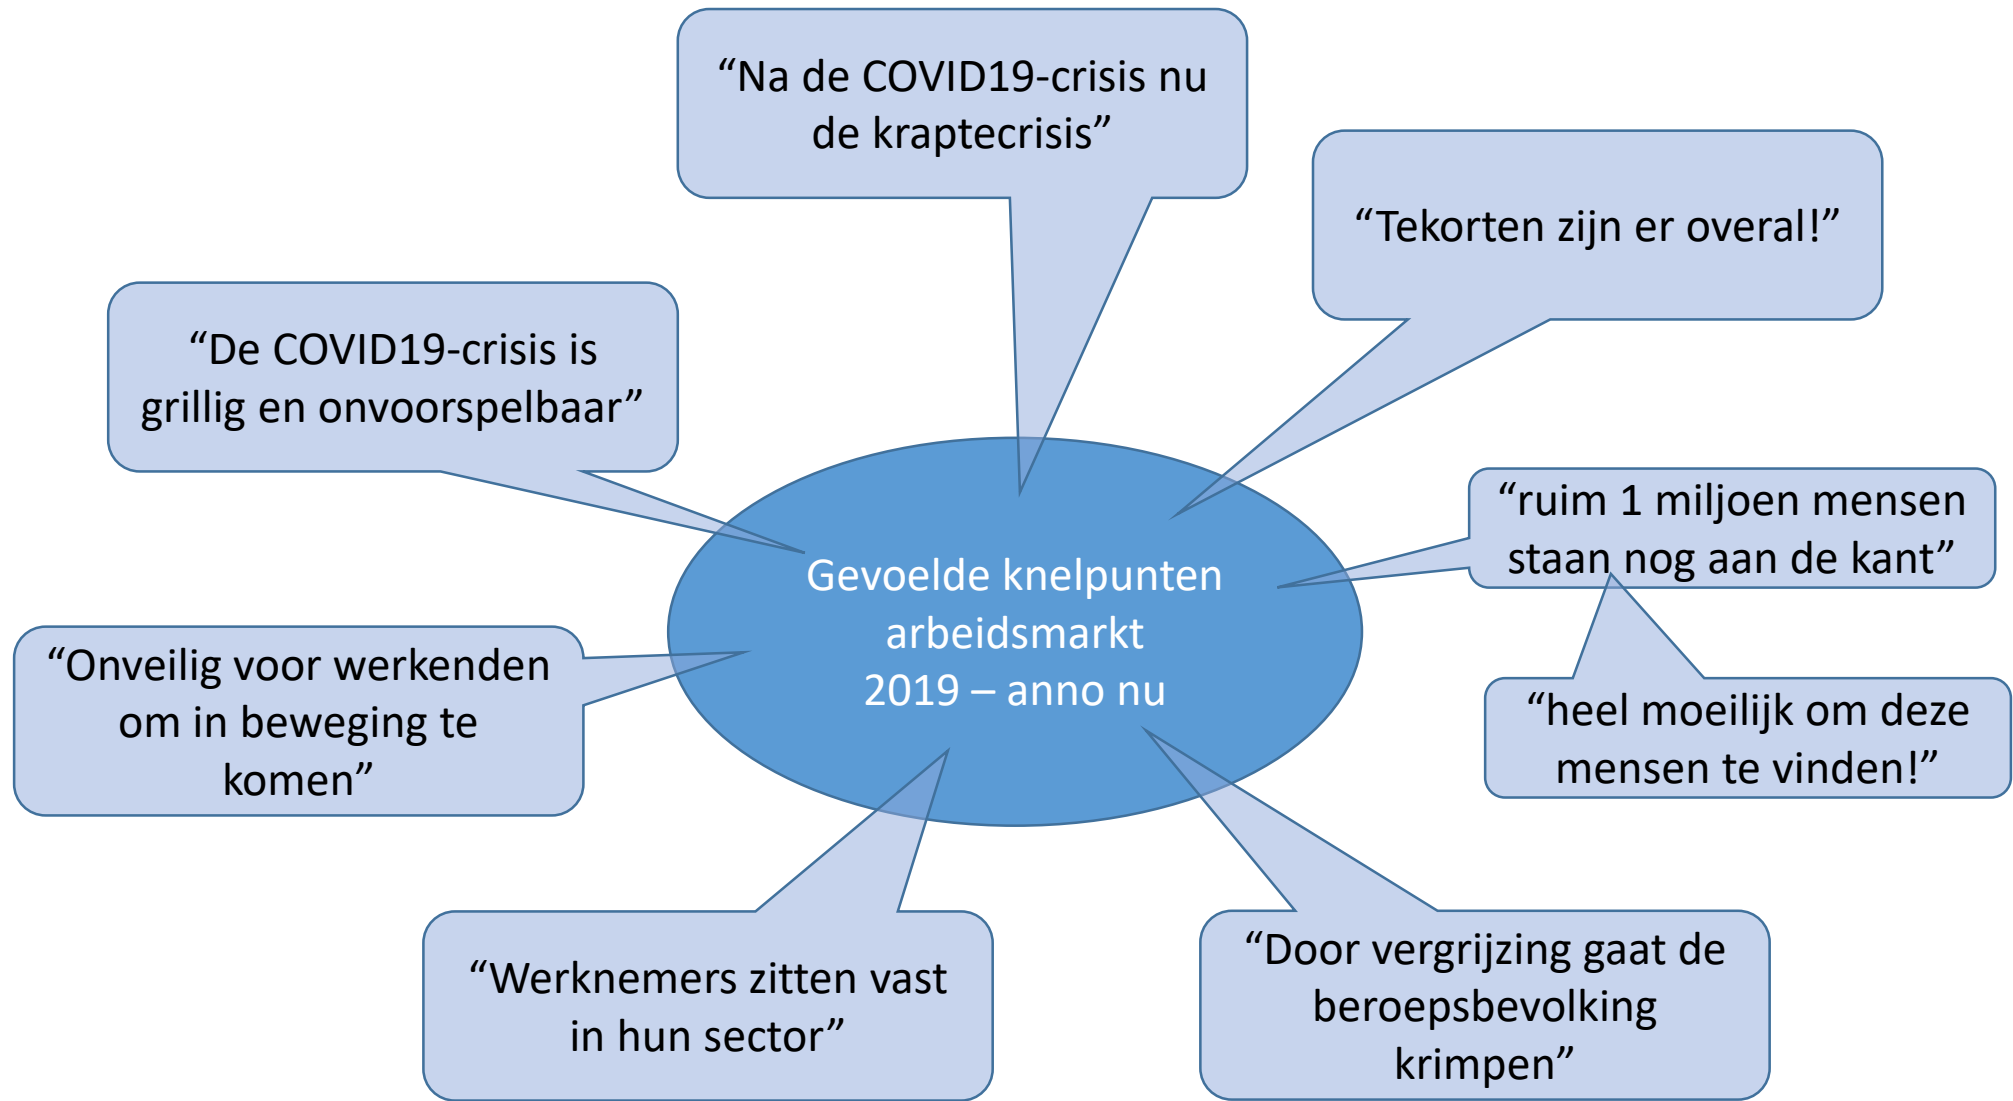 “Na de COVID19-crisis nu
de kraptecrisis”
“Tekorten zijn er overal!”
“De COVID19-crisis is
grillig en onvoorspelbaar”
“ruim 1 miljoen mensen
staan nog aan de kant”
Gevoelde knelpunten
arbeidsmarkt
2019 – anno nu
“Onveilig voor werkenden
om in beweging te
komen”
“heel moeilijk om deze
mensen te vinden!”
“Werknemers zitten vast
in hun sector”
“Door vergrijzing gaat de
beroepsbevolking
krimpen”